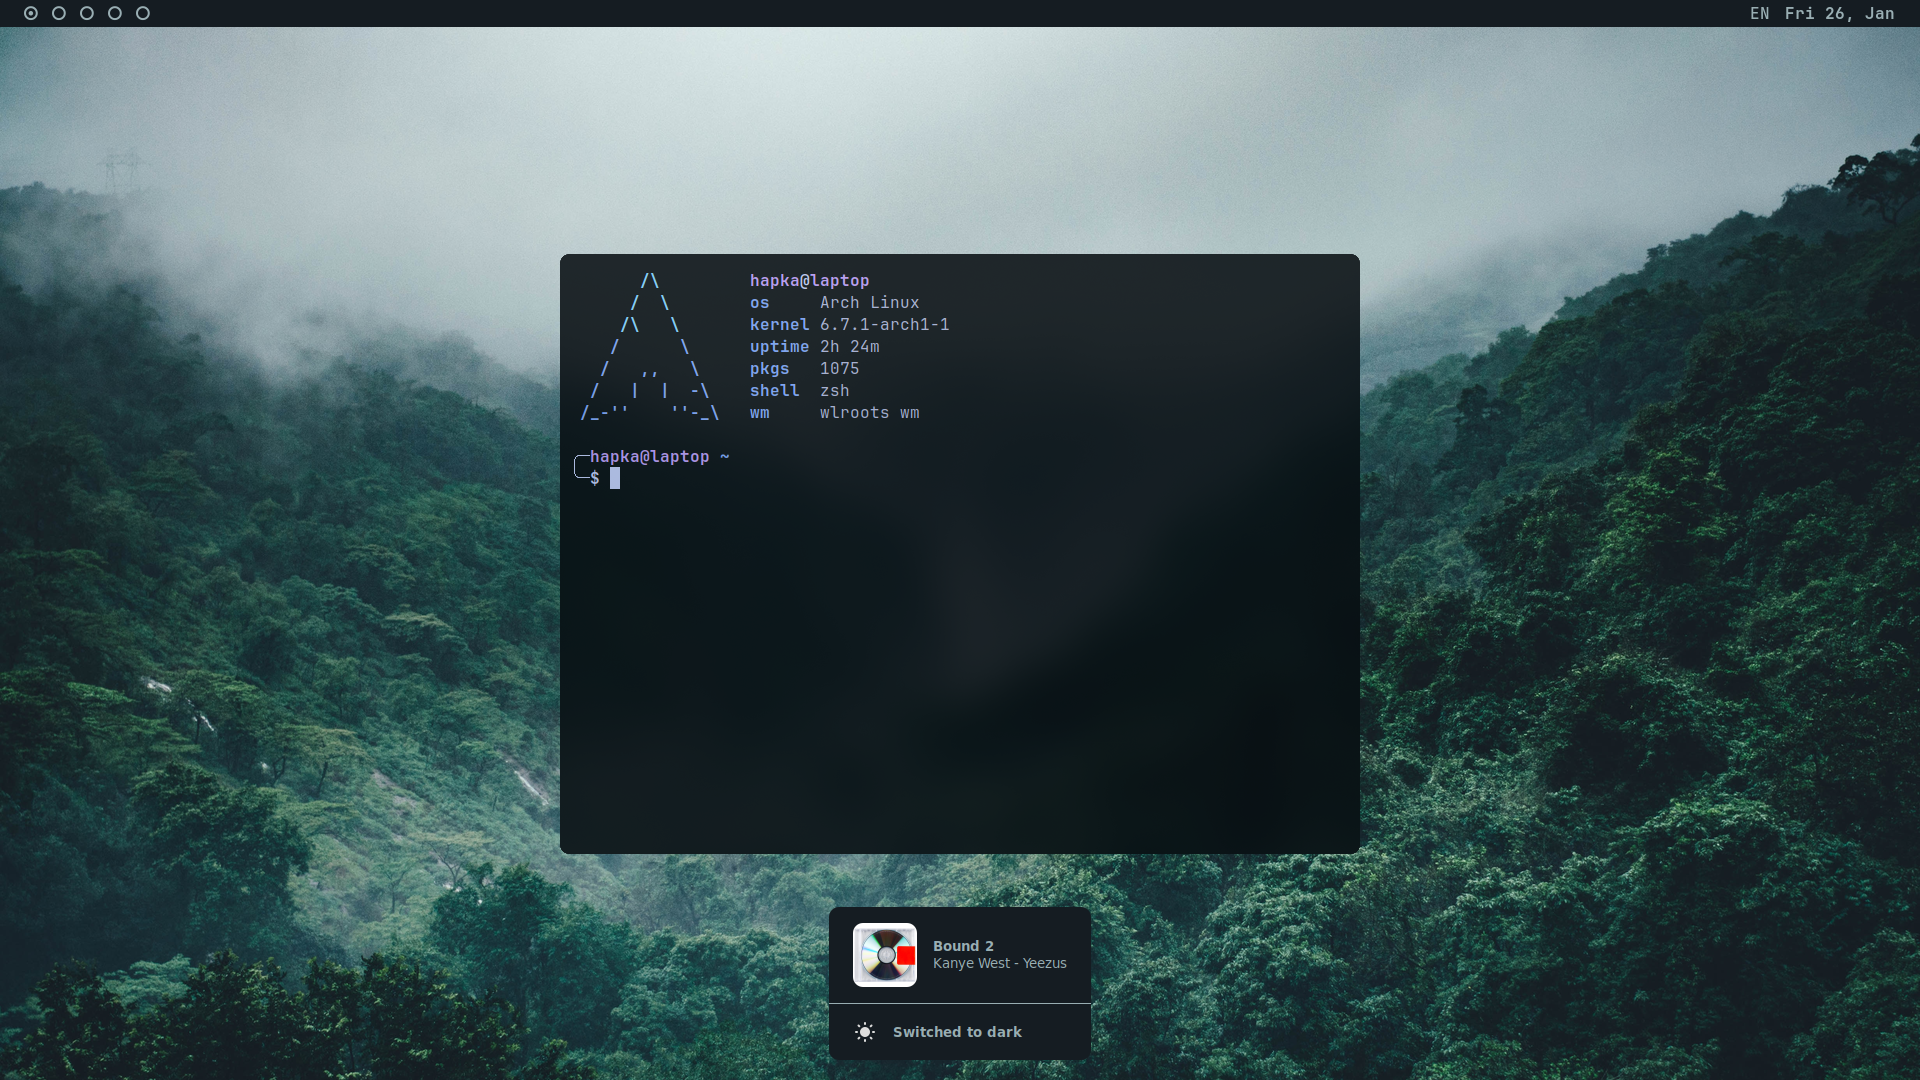 EN Fri 26, Jan
hapka@laptop
os Arch Linux
kernel 6.7.1-arch1-1
uptime 2h 24m
pkgs 1075
shell zsh
wm wlroots wm
hapka@laptop ~
$
Bound 2
Kanye West - Yeezus
Switched to dark